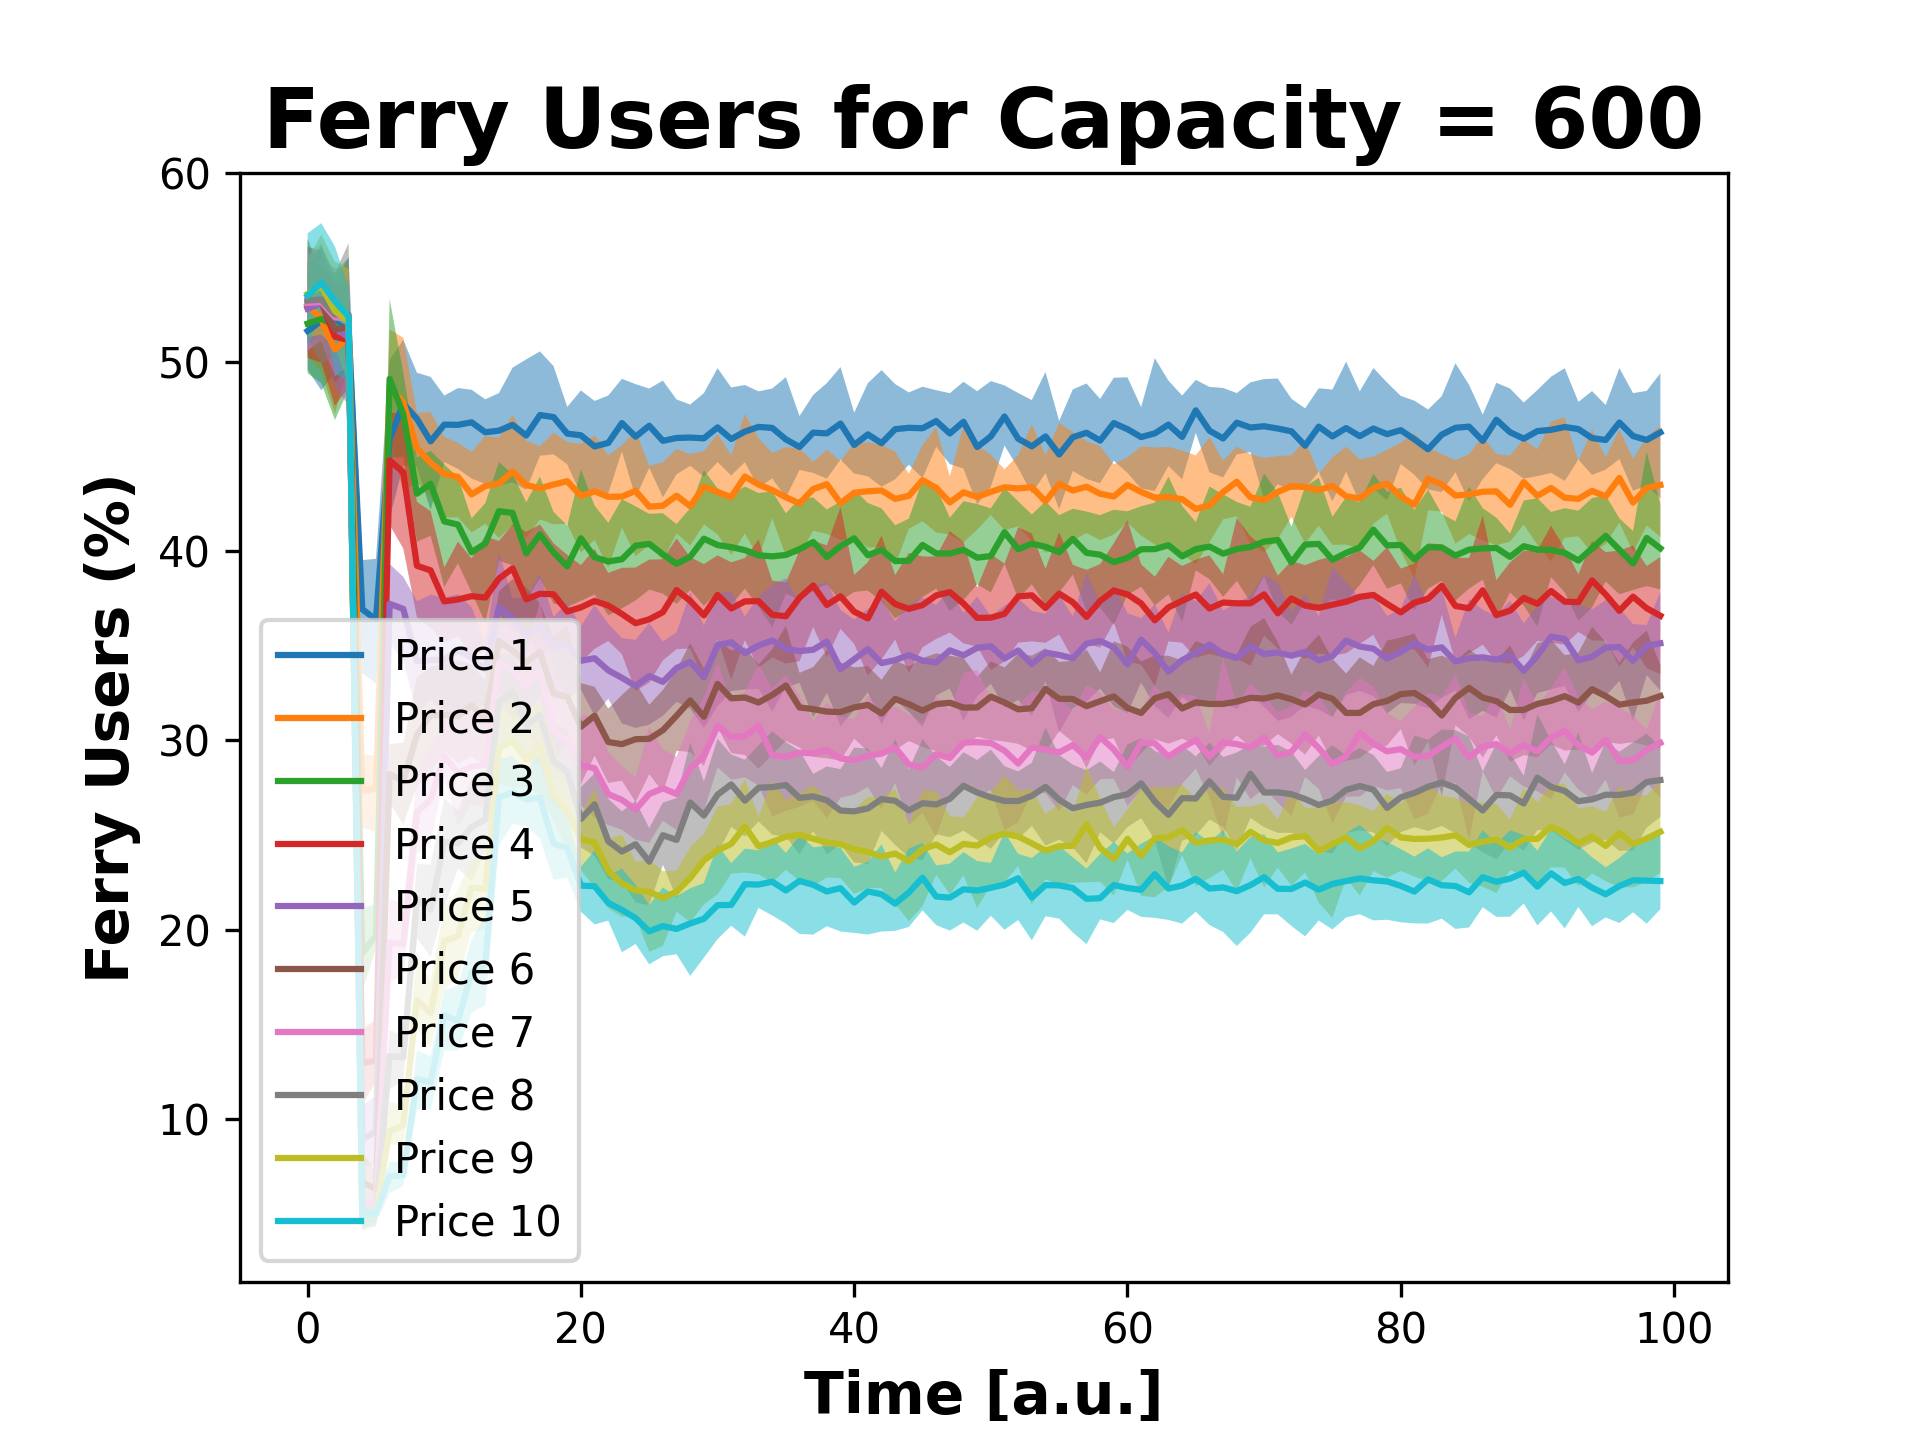 Ferry Users for Capacity = 600
Ferry Users (%)
60
50
40
30
20
10
Price 1
Price 2
Price 3
Price 4
Price 5
Price 6
Price 7
Price 8
Price 9
Price 10
0 20 40 60 80 100
Time [a.u.]